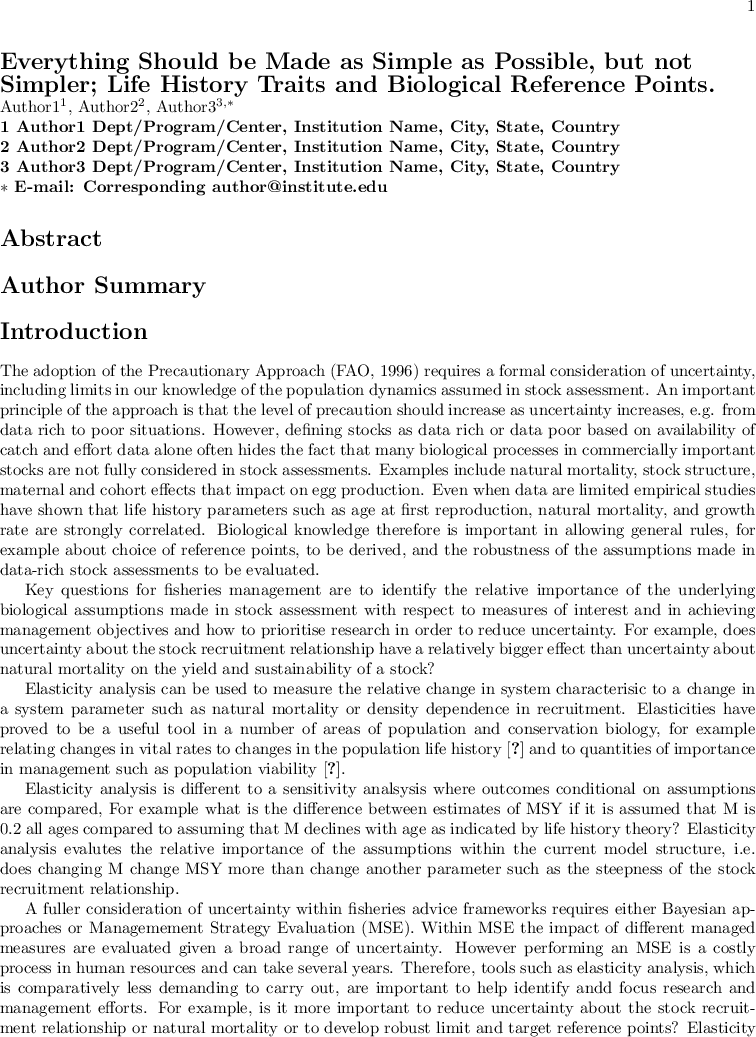 1
Everything Should be Made as Simple as Possible, but not
Simpler; Life History Traits and Biological Reference Points.
Author1¹, Author2², Author3³,∗
1 Author1 Dept/Program/Center, Institution Name, City, State, Country
2 Author2 Dept/Program/Center, Institution Name, City, State, Country
3 Author3 Dept/Program/Center, Institution Name, City, State, Country
∗ E-mail: Corresponding author@institute.edu
Abstract
Author Summary
Introduction
The adoption of the Precautionary Approach (FAO, 1996) requires a formal consideration of uncertainty,
including limits in our knowledge of the population dynamics assumed in stock assessment. An important
principle of the approach is that the level of precaution should increase as uncertainty increases, e.g. from
data rich to poor situations. However, defining stocks as data rich or data poor based on availability of
catch and effort data alone often hides the fact that many biological processes in commercially important
stocks are not fully considered in stock assessments. Examples include natural mortality, stock structure,
maternal and cohort effects that impact on egg production. Even when data are limited empirical studies
have shown that life history parameters such as age at first reproduction, natural mortality, and growth
rate are strongly correlated. Biological knowledge therefore is important in allowing general rules, for
example about choice of reference points, to be derived, and the robustness of the assumptions made in
data-rich stock assessments to be evaluated.
Key questions for fisheries management are to identify the relative importance of the underlying
biological assumptions made in stock assessment with respect to measures of interest and in achieving
management objectives and how to prioritise research in order to reduce uncertainty. For example, does
uncertainty about the stock recruitment relationship have a relatively bigger effect than uncertainty about
natural mortality on the yield and sustainability of a stock?
Elasticity analysis can be used to measure the relative change in system characterisic to a change in
a system parameter such as natural mortality or density dependence in recruitment. Elasticities have
proved to be a useful tool in a number of areas of population and conservation biology, for example
relating changes in vital rates to changes in the population life history [?] and to quantities of importance
in management such as population viability [?].
Elasticity analysis is different to a sensitivity analsysis where outcomes conditional on assumptions
are compared, For example what is the difference between estimates of MSY if it is assumed that M is
0.2 all ages compared to assuming that M declines with age as indicated by life history theory? Elasticity
analysis evalutes the relative importance of the assumptions within the current model structure, i.e.
does changing M change MSY more than change another parameter such as the steepness of the stock
recruitment relationship.
A fuller consideration of uncertainty within fisheries advice frameworks requires either Bayesian ap-
proaches or Managemement Strategy Evaluation (MSE). Within MSE the impact of different managed
measures are evaluated given a broad range of uncertainty. However performing an MSE is a costly
process in human resources and can take several years. Therefore, tools such as elasticity analysis, which
is comparatively less demanding to carry out, are important to help identify andd focus research and
management efforts. For example, is it more important to reduce uncertainty about the stock recruit-
ment relationship or natural mortality or to develop robust limit and target reference points? Elasticity